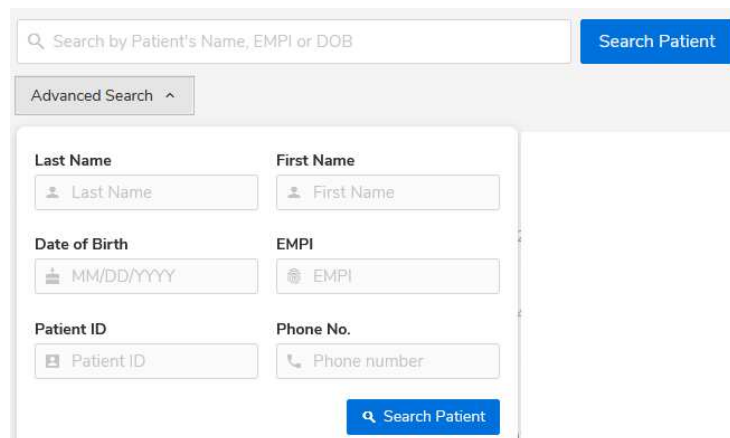 Search by Patient's Name, EMPI or DOB Search Patient
Advanced Search
Last Name First Name
Last Name First Name
Date of Birth EMPI
MM/DD/YYYY EMPI
Patient ID Phone No.
Patient ID Phone number
Search Patient